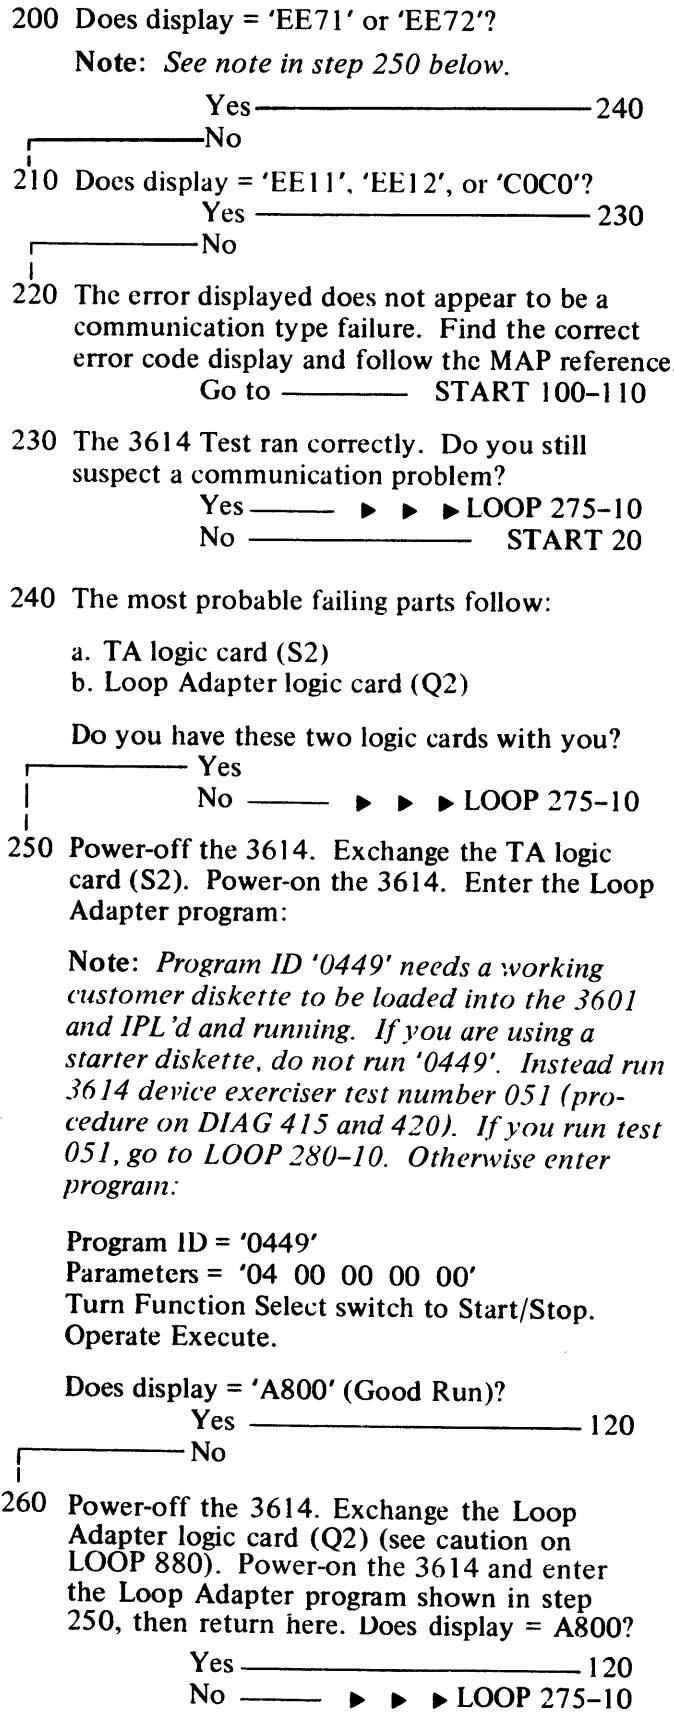 200 Does display = 'EE71' or 'EE72'?
Note: See note in step 250 below.
Yes 240
No
210 Does display = 'EE11', 'EE12', or 'C0C0'?
Yes 230
No
220 The error displayed does not appear to be a
communication type failure. Find the correct
error code display and follow the MAP reference.
Go to START 100–110
230 The 3614 Test ran correctly. Do you still
suspect a communication problem?
Yes ▶ ▶ ▶ LOOP 275–10
No START 20
240 The most probable failing parts follow:
a. TA logic card (S2)
b. Loop Adapter logic card (Q2)
Do you have these two logic cards with you?
Yes
No ▶ ▶ ▶ LOOP 275–10
250 Power-off the 3614. Exchange the TA logic
card (S2). Power-on the 3614. Enter the Loop
Adapter program:
Note: Program ID '0449' needs a working
customer diskette to be loaded into the 3601
and IPL'd and running. If you are using a
starter diskette, do not run '0449'. Instead run
3614 device exerciser test number 051 (pro-
cedure on DIAG 415 and 420). If you run test
051, go to LOOP 280–10. Otherwise enter
program:
Program ID = '0449'
Parameters = '04 00 00 00 00'
Turn Function Select switch to Start/Stop.
Operate Execute.
Does display = 'A800' (Good Run)?
Yes 120
No
260 Power-off the 3614. Exchange the Loop
Adapter logic card (Q2) (see caution on
LOOP 880). Power-on the 3614 and enter
the Loop Adapter program shown in step
250, then return here. Does display = A800?
Yes 120
No ▶ ▶ ▶ LOOP 275–10